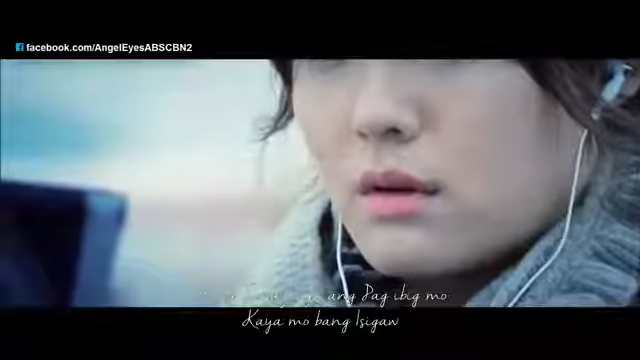 facebook.com/AngelEyesABSCBN2
ang Pag ibig mo
Kaya mo bang Isigaw